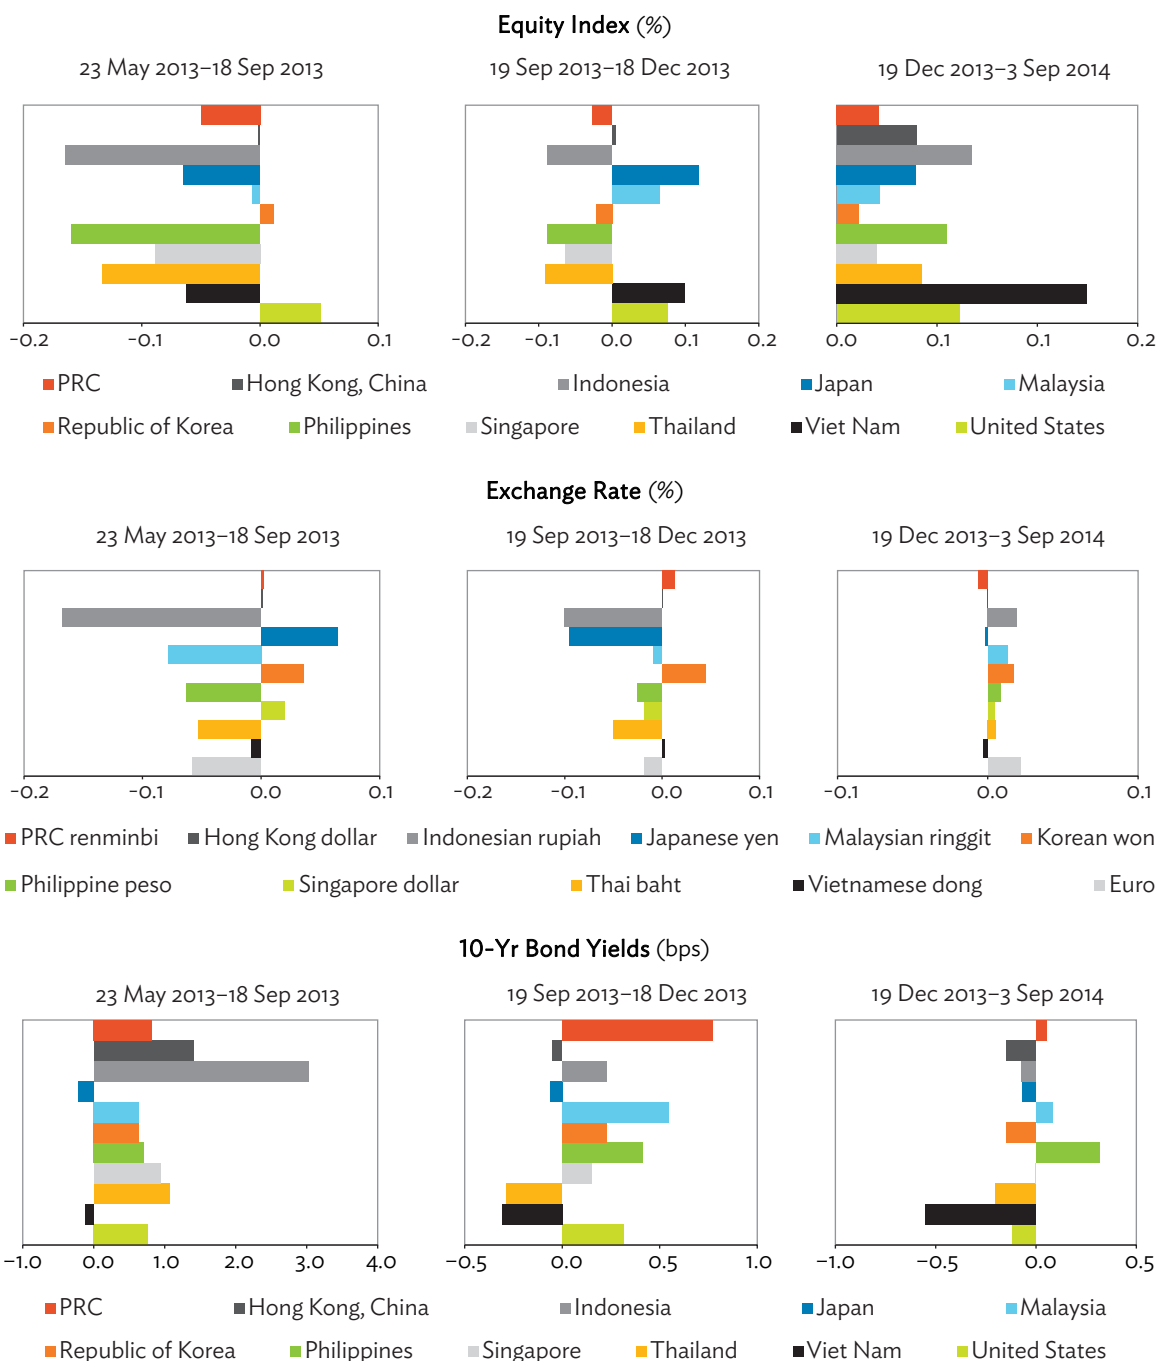 Equity Index (%)
23 May 2013–18 Sep 2013 19 Sep 2013–18 Dec 2013 19 Dec 2013–3 Sep 2014
−0.2 −0.1 0.0 0.1 −0.2 −0.1 0.0 0.1 0.2 0.0 0.1 0.1 0.2
PRC Hong Kong, China Indonesia Japan Malaysia
Republic of Korea Philippines Singapore Thailand Viet Nam United States
Exchange Rate (%)
23 May 2013–18 Sep 2013 19 Sep 2013–18 Dec 2013 19 Dec 2013–3 Sep 2014
−0.2 −0.1 0.0 0.1 −0.2 −0.1 0.0 0.1 −0.1 0.0 0.1
PRC renminbi Hong Kong dollar Indonesian rupiah Japanese yen Malaysian ringgit Korean won
Philippine peso Singapore dollar Thai baht Vietnamese dong Euro
10-Yr Bond Yields (bps)
23 May 2013–18 Sep 2013 19 Sep 2013–18 Dec 2013 19 Dec 2013–3 Sep 2014
−1.0 0.0 1.0 2.0 3.0 4.0 −0.5 0.0 0.5 1.0 −1.0 −0.5 0.0 0.5
PRC Hong Kong, China Indonesia Japan Malaysia
Republic of Korea Philippines Singapore Thailand Viet Nam United States